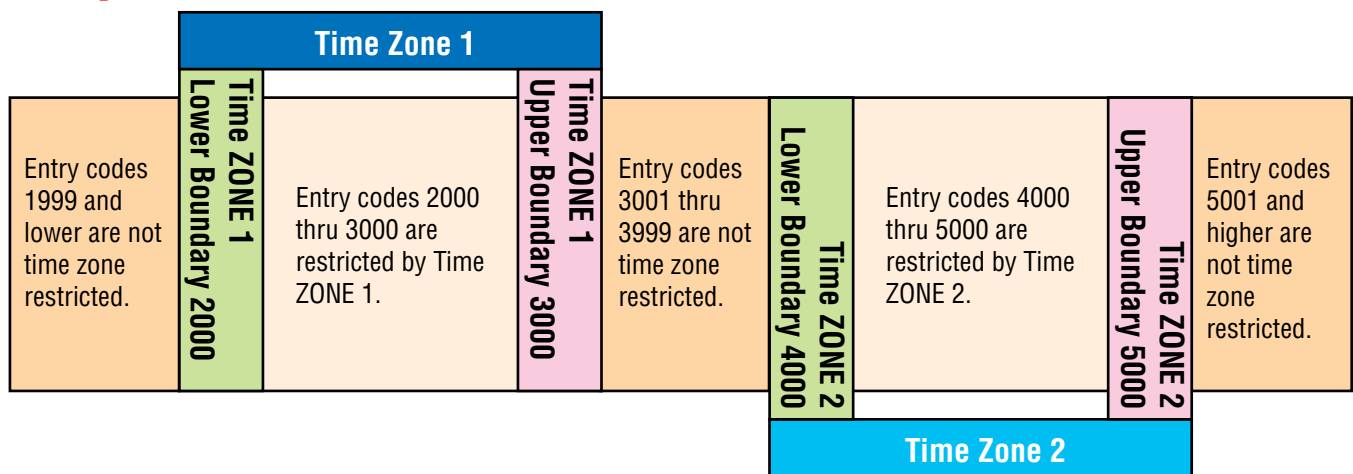 Time Zone 1
Entry codes
1999 and
lower are not
time zone
restricted.
Time ZONE 1
Lower Boundary 2000
Entry codes 2000
thru 3000 are
restricted by Time
ZONE 1.
Time ZONE 1
Upper Boundary 3000
Entry codes
3001 thru
3999 are not
time zone
restricted.
Time ZONE 2
Lower Boundary 4000
Entry codes 4000
thru 5000 are
restricted by Time
ZONE 2.
Time ZONE 2
Upper Boundary 5000
Entry codes
5001 and
higher are
not time
zone
restricted.
Time Zone 2